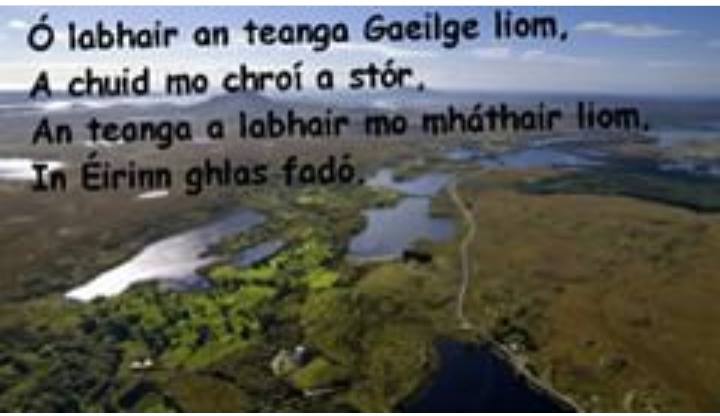 Ó labhair an teanga Gaeilge liom,
A chuid mo chroí a stór,
An teanga a labhair mo mháthair liom,
In Éirinn ghlas fadó.